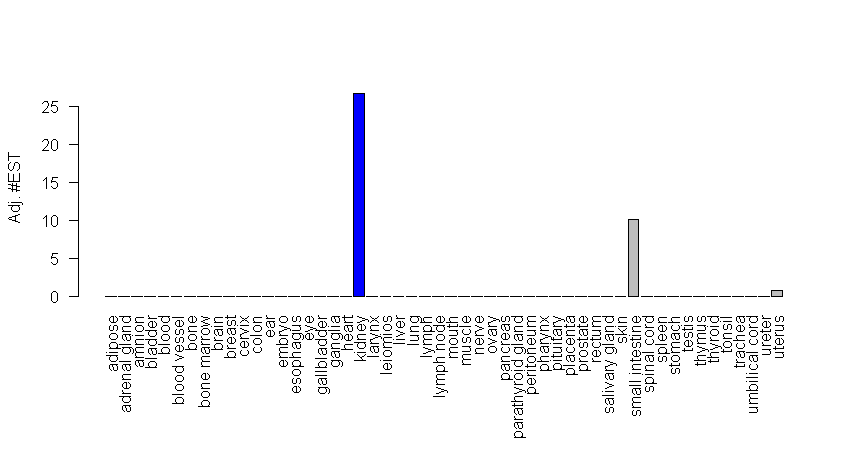 Adj. #EST
25
20
15
10
5
0
adipose
adrenal gland
amnion
bladder
blood
blood vessel
bone
bone marrow
brain
breast
cervix
colon
ear
embryo
esophagus
eye
gallbladder
ganglia
heart
kidney
larynx
leiomios
liver
lung
lymph
lymph node
mouth
muscle
nerve
ovary
pancreas
parathyroid gland
peritoneum
pharynx
pituitary
placenta
prostate
rectum
salivary gland
skin
small intestine
spinal cord
spleen
stomach
testis
thymus
thyroid
tonsil
trachea
umbilical cord
ureter
uterus